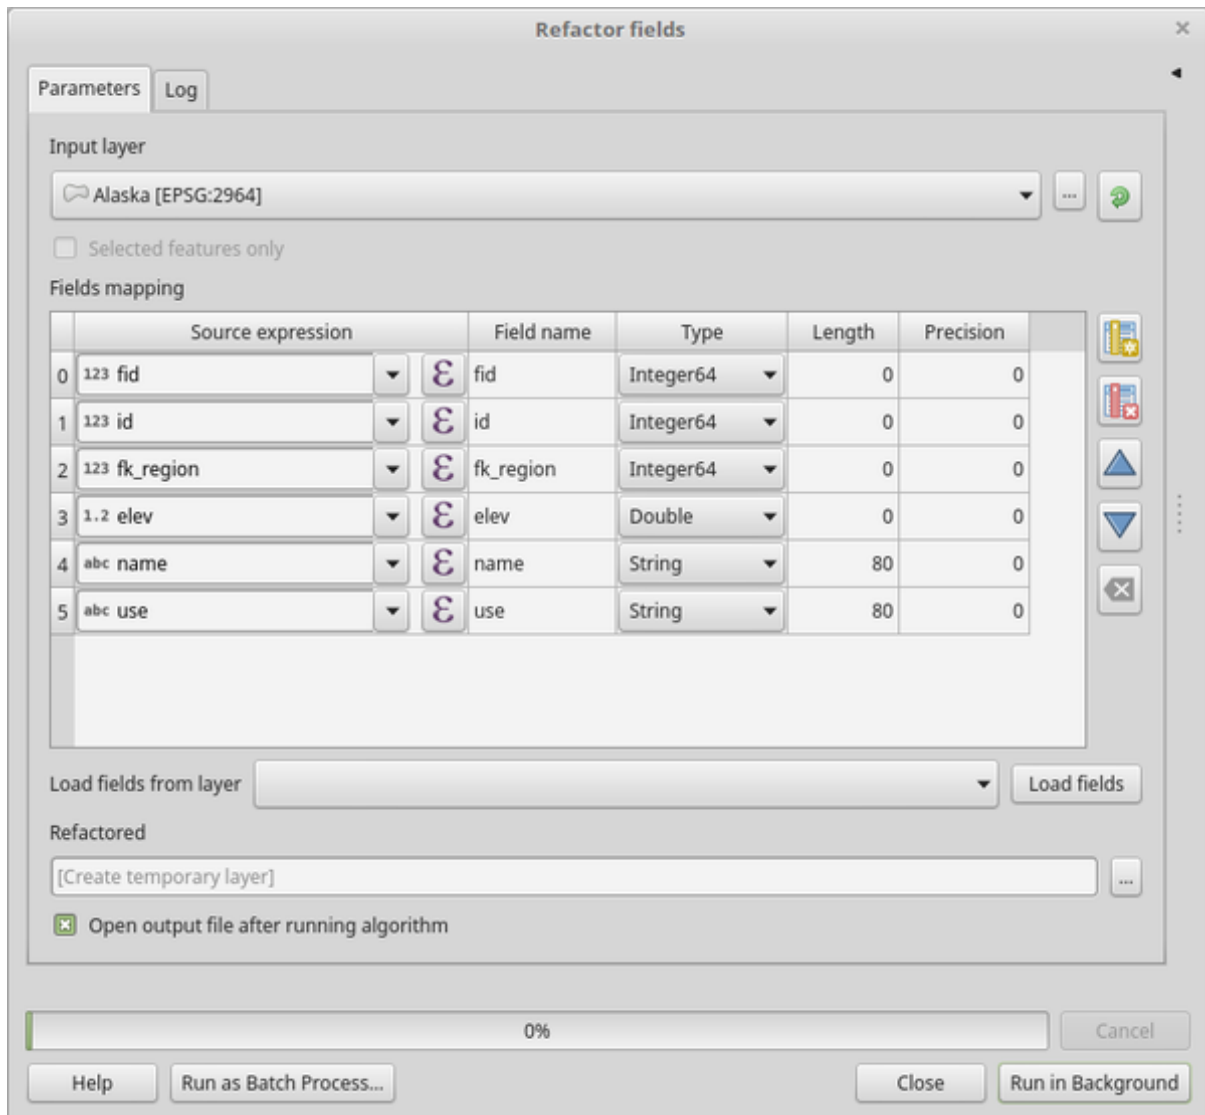 Refactor fields
Parameters Log
Input layer
Alaska [EPSG:2964] ...
Selected features only
Fields mapping
Source expression Field name Type Length Precision
0 123 fid ε fid Integer64 0 0
1 123 id ε id Integer64 0 0
2 123 fk_region ε fk_region Integer64 0 0
3 1.2 elev ε elev Double 0 0
4 abc name ε name String 80 0
5 abc use ε use String 80 0
Load fields from layer Load fields
Refactored
[Create temporary layer] ...
Open output file after running algorithm
0% Cancel
Help Run as Batch Process... Close Run in Background